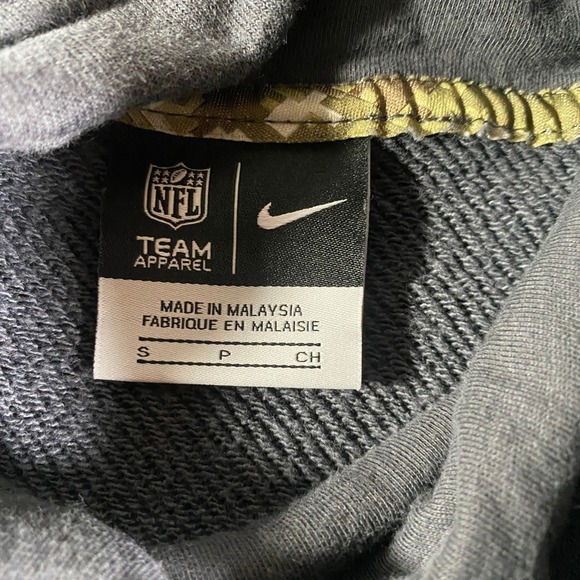 NFL
TEAM
APPAREL
MADE IN MALAYSIA
FABRIQUE EN MALAISIE
S P CH